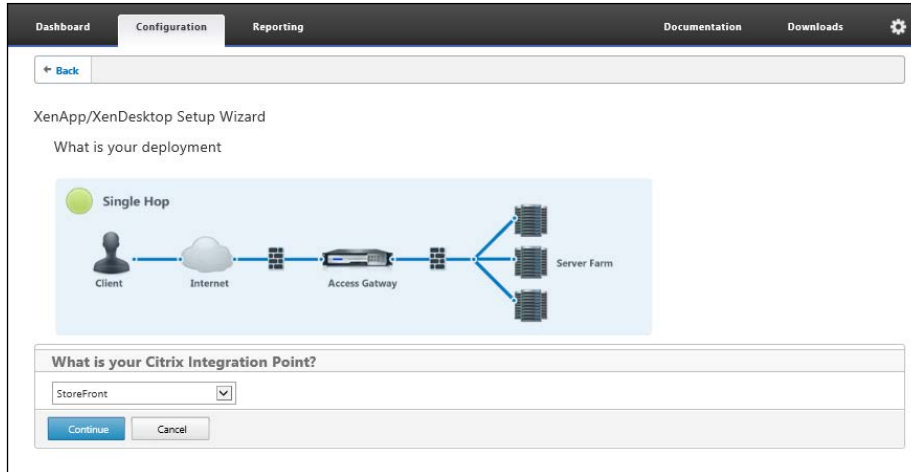 Dashboard Configuration Reporting Documentation Downloads
Back
XenApp/XenDesktop Setup Wizard
What is your deployment
Single Hop
Client Internet Access Gatway Server Farm
What is your Citrix Integration Point?
StoreFront
Continue Cancel